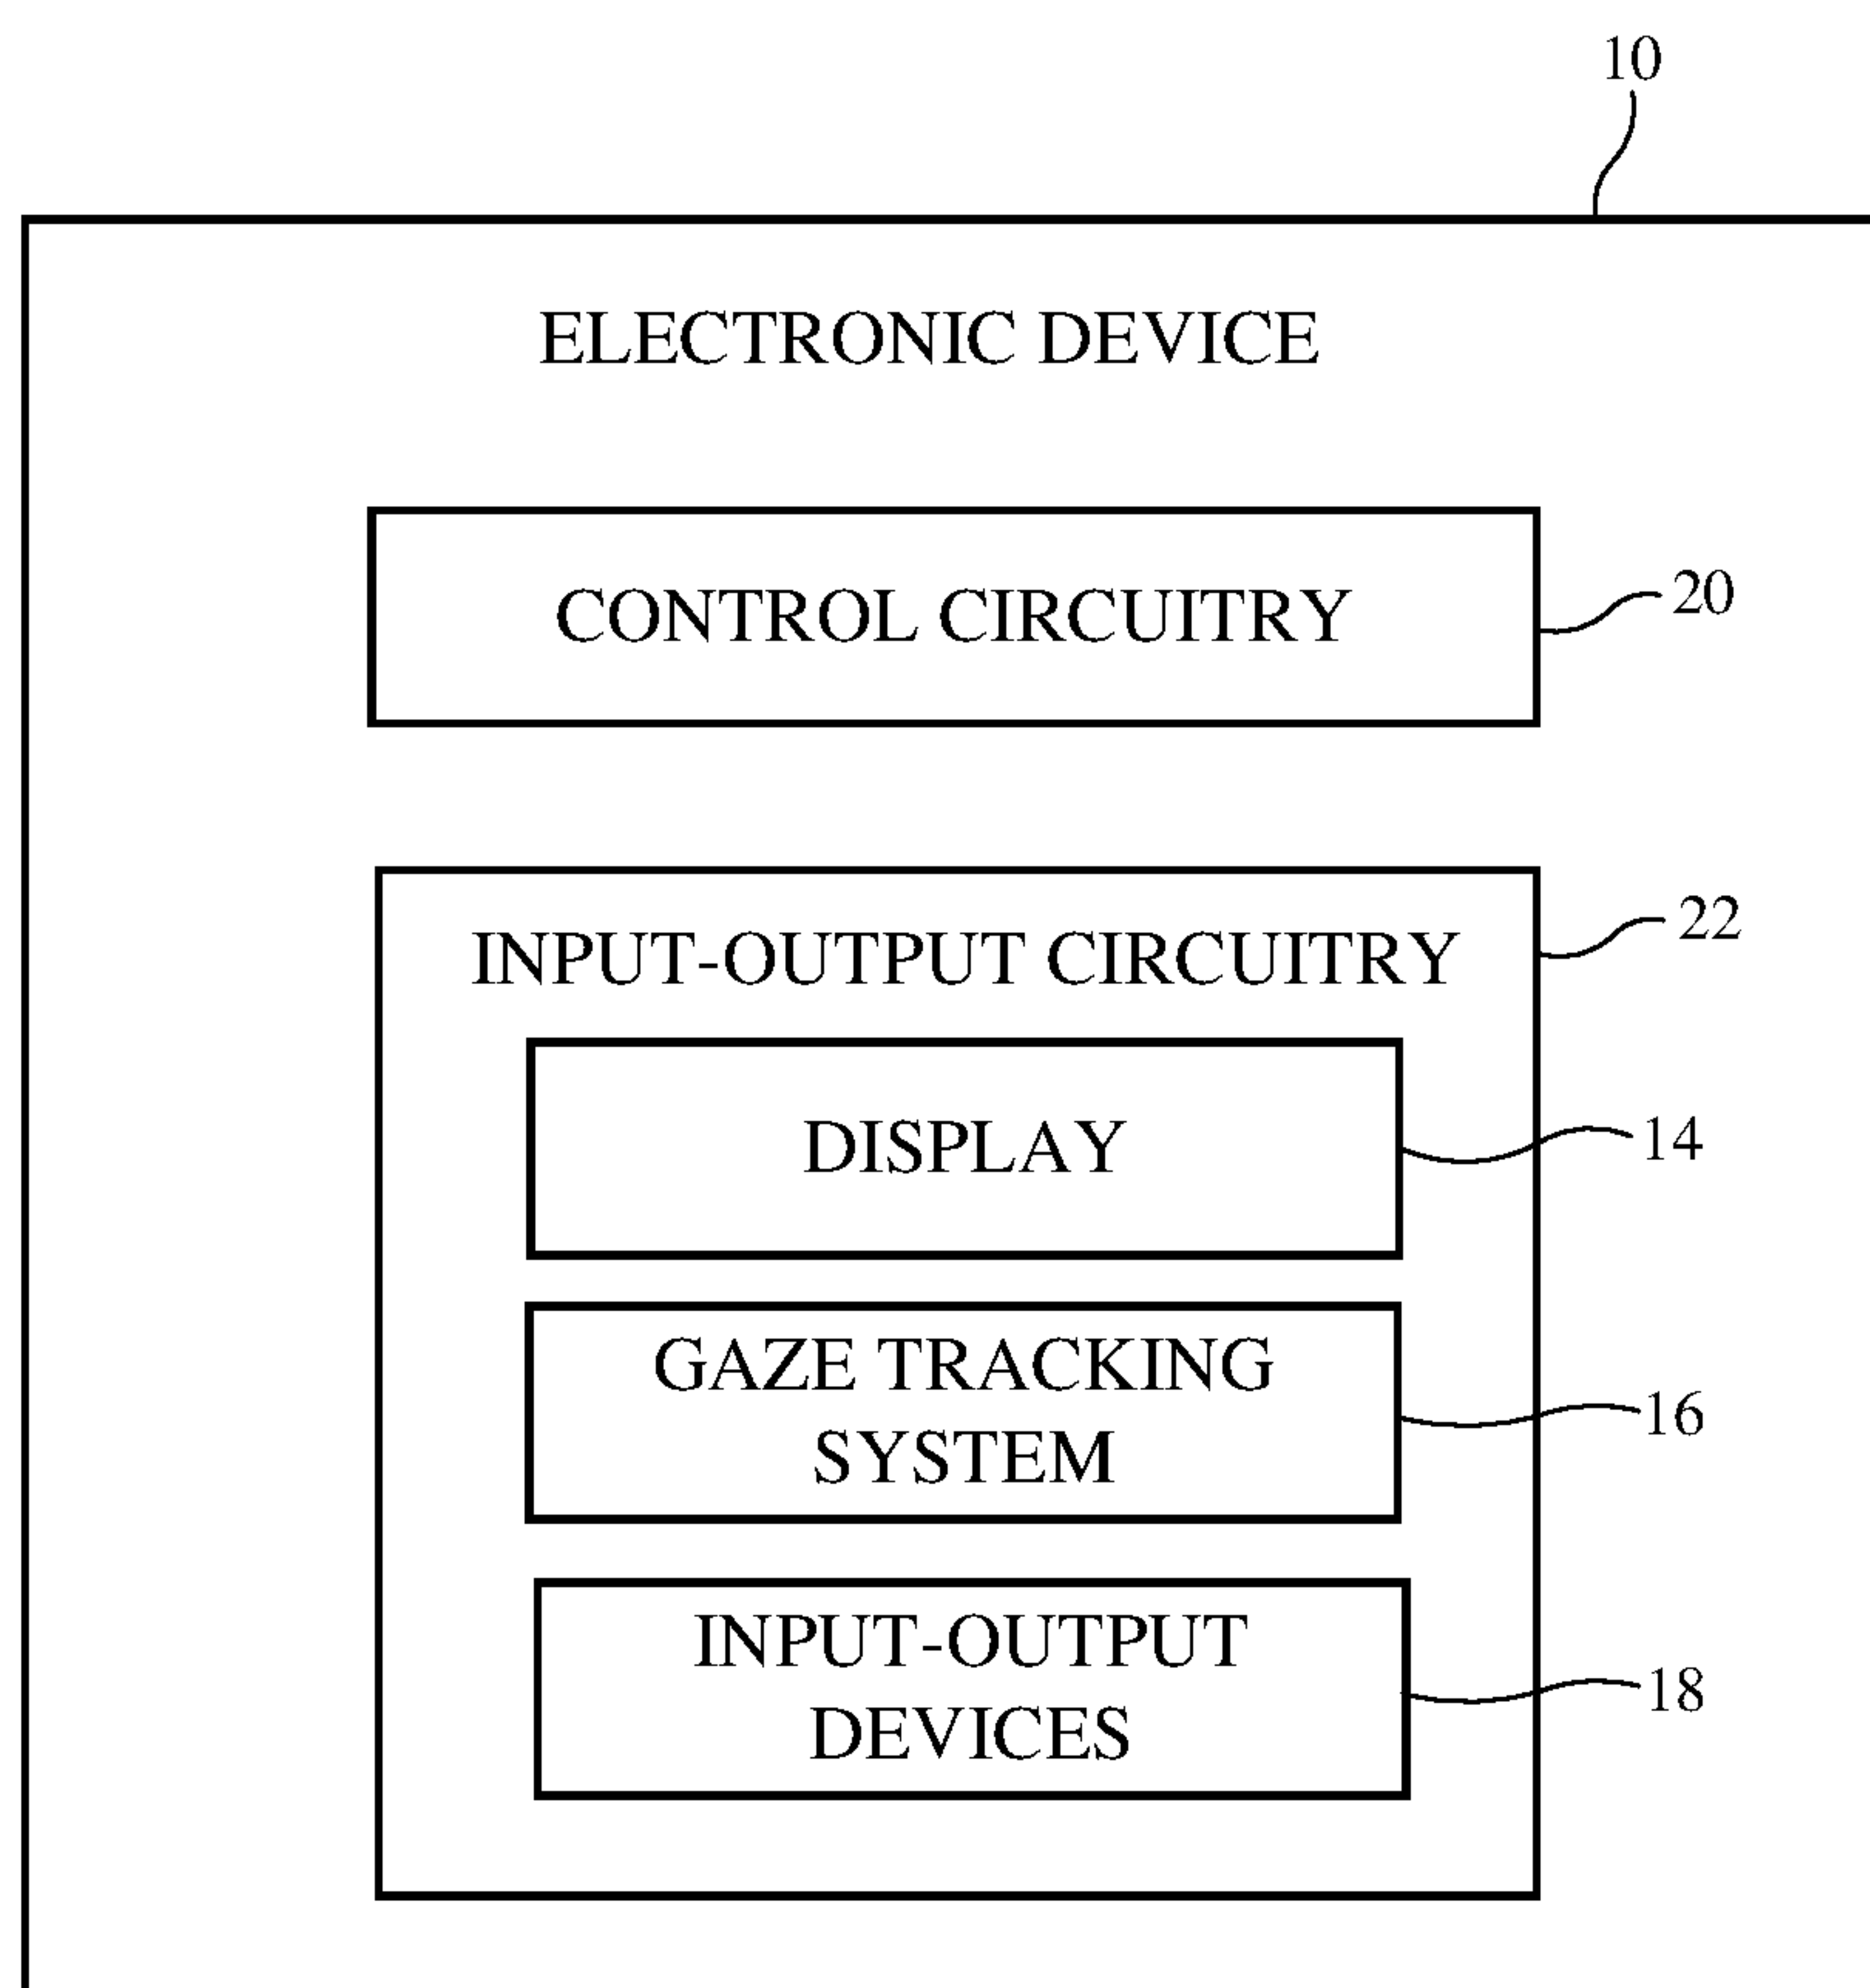 10
ELECTRONIC DEVICE
CONTROL CIRCUITRY
20
22
INPUT-OUTPUT CIRCUITRY
DISPLAY
14
GAZE TRACKING
SYSTEM
16
INPUT-OUTPUT
DEVICES
18